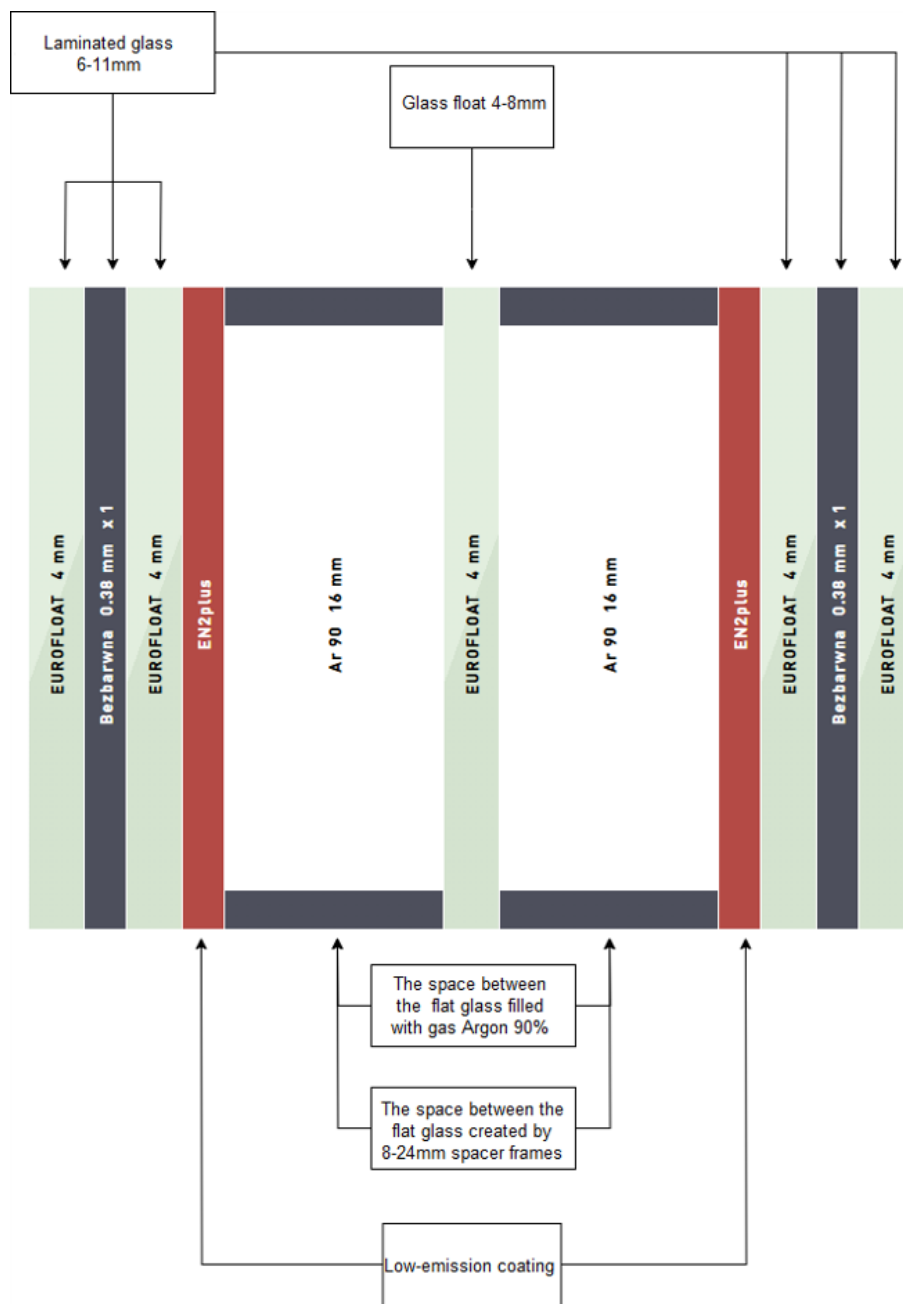 Laminated glass
6-11mm
Glass float 4-8mm
EUROFLOAT 4 mm
Bezbarwna 0.38 mm x 1
EUROFLOAT 4 mm
EN2plus
Ar 90 16 mm
EUROFLOAT 4 mm
Ar 90 16 mm
EN2plus
EUROFLOAT 4 mm
Bezbarwna 0.38 mm x 1
EUROFLOAT 4 mm
The space between
the flat glass filled
with gas Argon 90%
The space between the
flat glass created by
8-24mm spacer frames
Low-emission coating